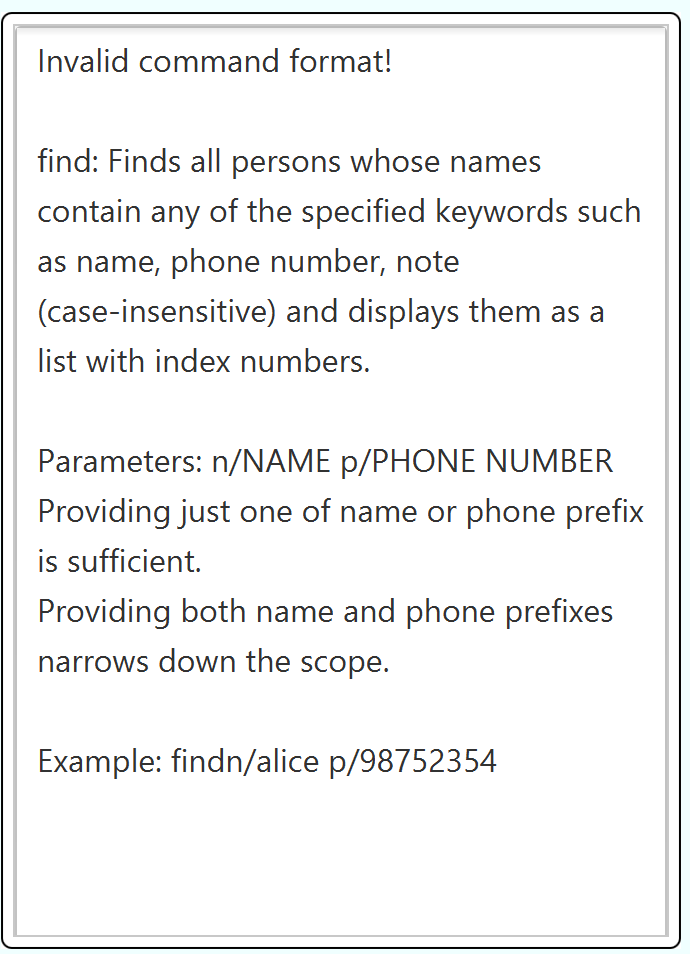 Invalid command format!
find: Finds all persons whose names
contain any of the specified keywords such
as name, phone number, note
(case-insensitive) and displays them as a
list with index numbers.
Parameters: n/NAME p/PHONE NUMBER
Providing just one of name or phone prefix
is sufficient.
Providing both name and phone prefixes
narrows down the scope.
Example: findn/alice p/98752354